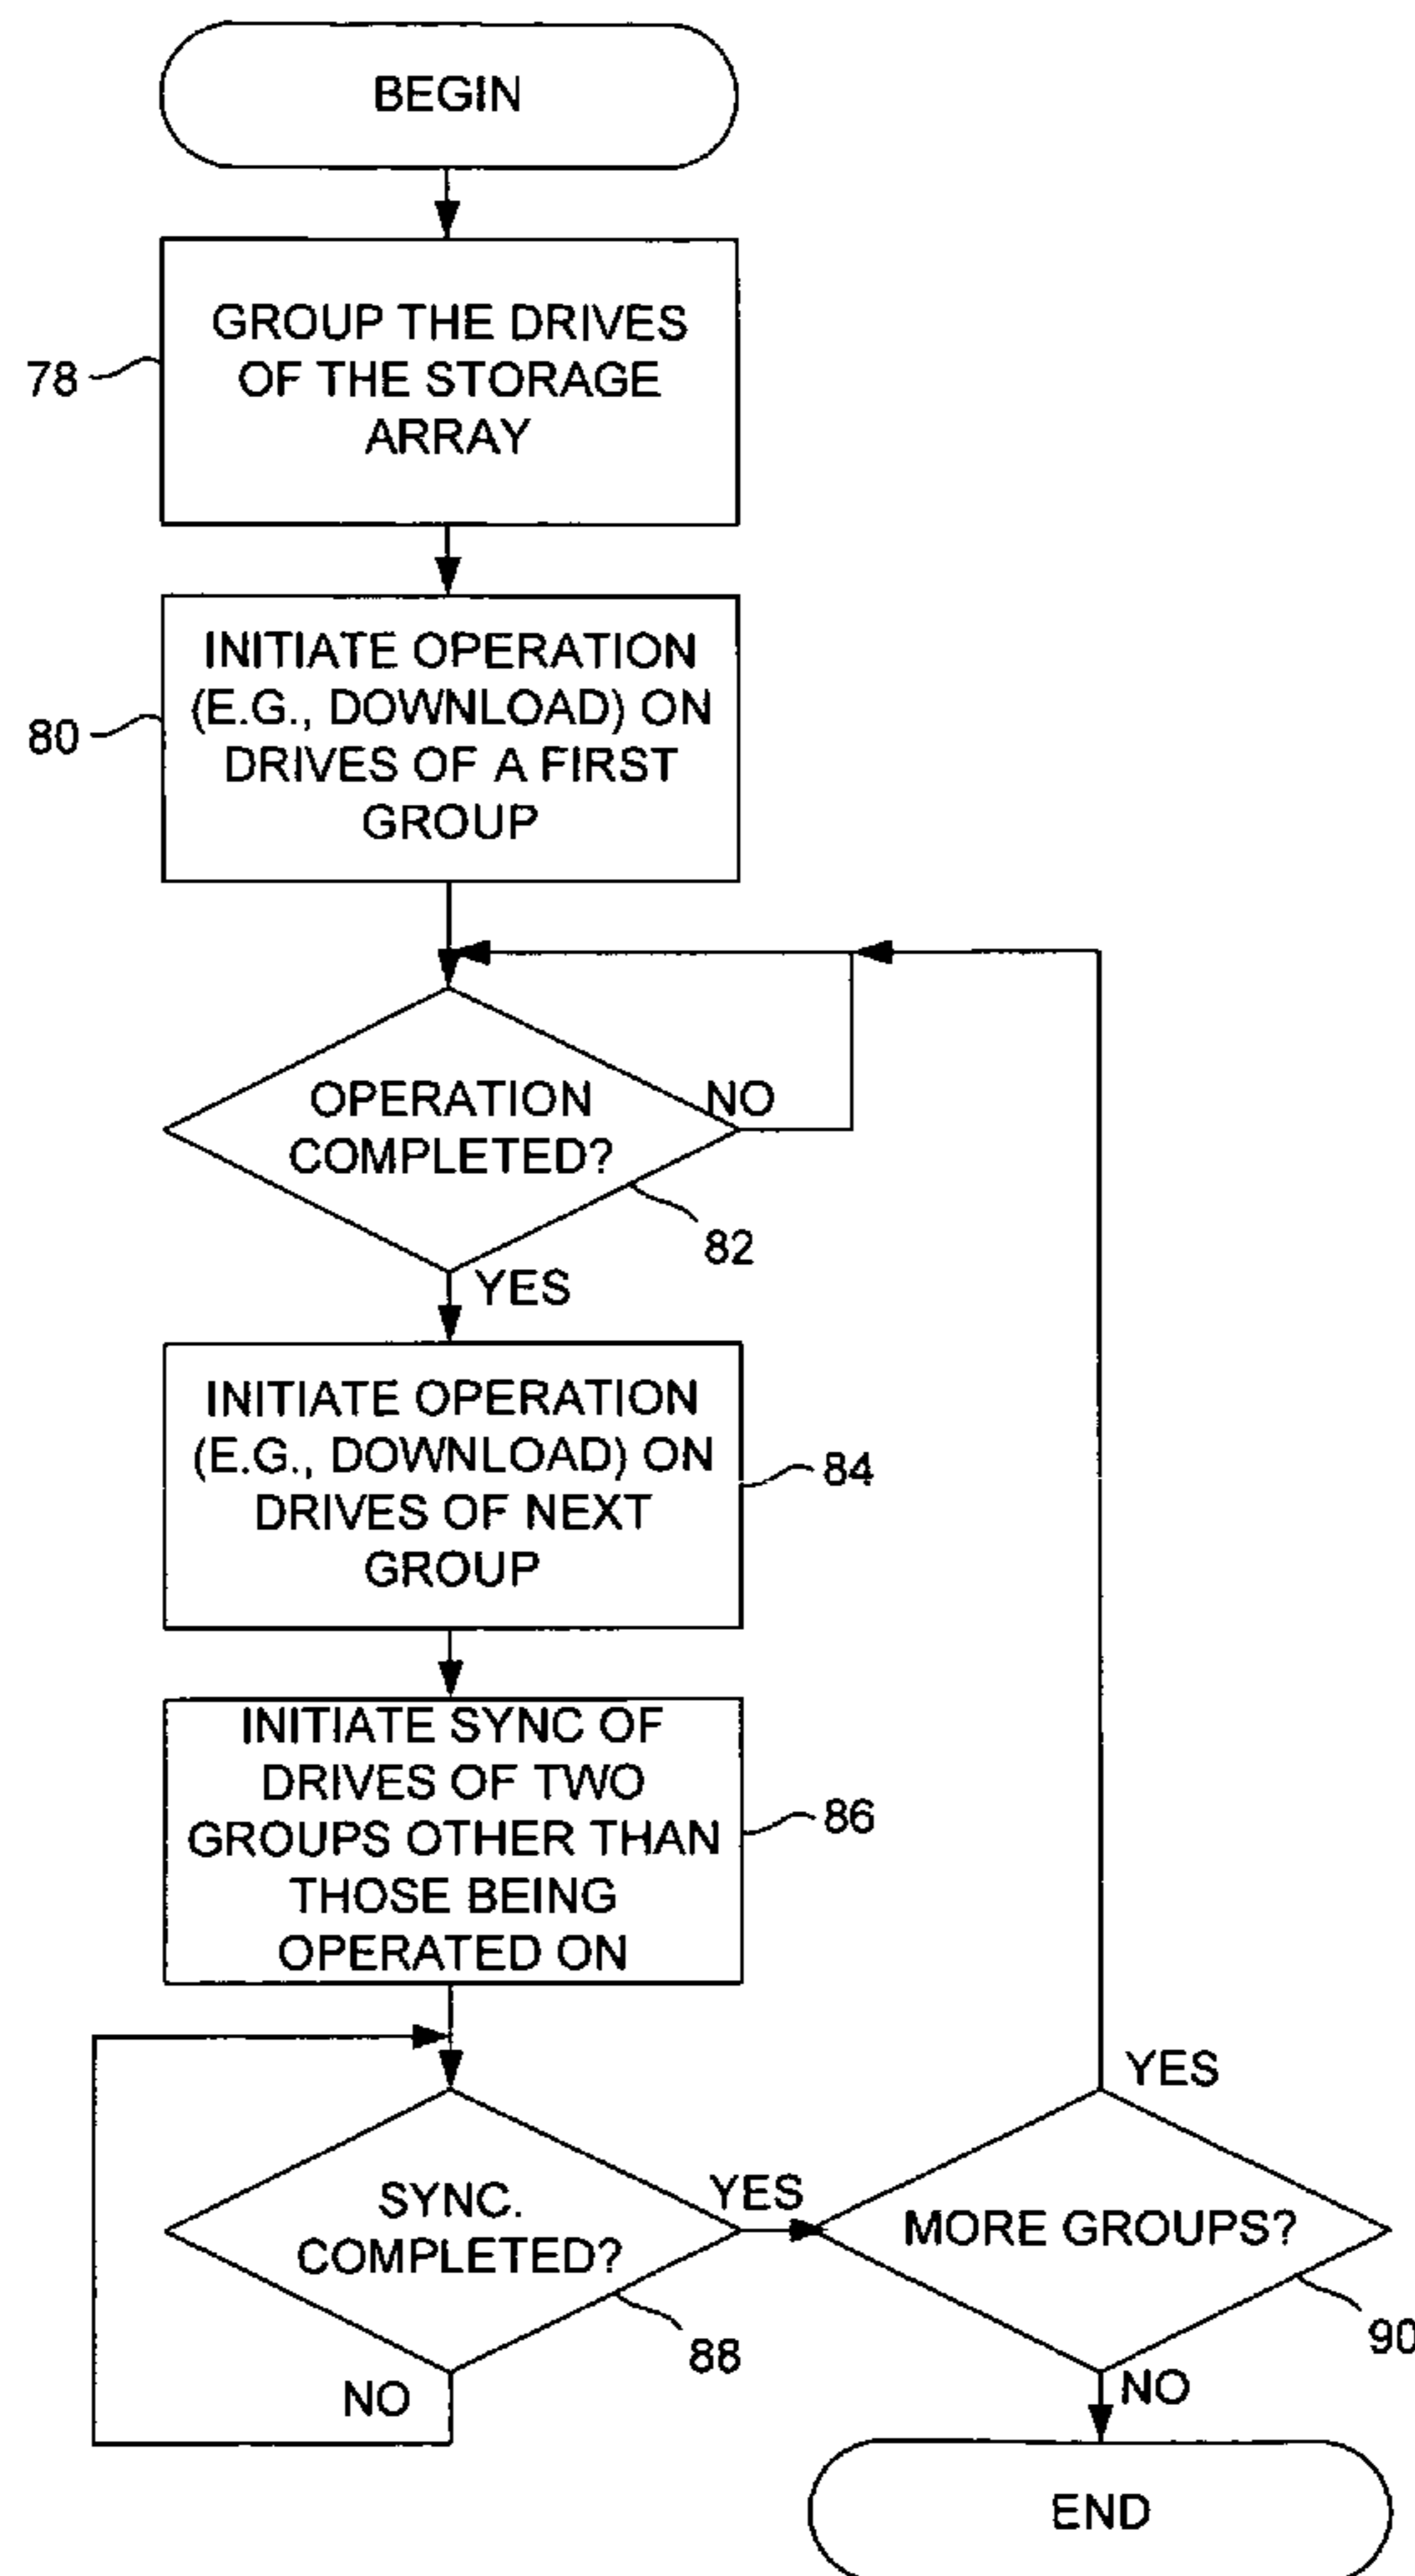 BEGIN
GROUP THE DRIVES
OF THE STORAGE
ARRAY
78
INITIATE OPERATION
(E.G., DOWNLOAD) ON
DRIVES OF A FIRST
GROUP
80
OPERATION
COMPLETED?
NO
82
YES
INITIATE OPERATION
(E.G., DOWNLOAD) ON
DRIVES OF NEXT
GROUP
84
INITIATE SYNC OF
DRIVES OF TWO
GROUPS OTHER THAN
THOSE BEING
OPERATED ON
86
SYNC.
COMPLETED?
YES
NO
88
MORE GROUPS?
YES
90
NO
END